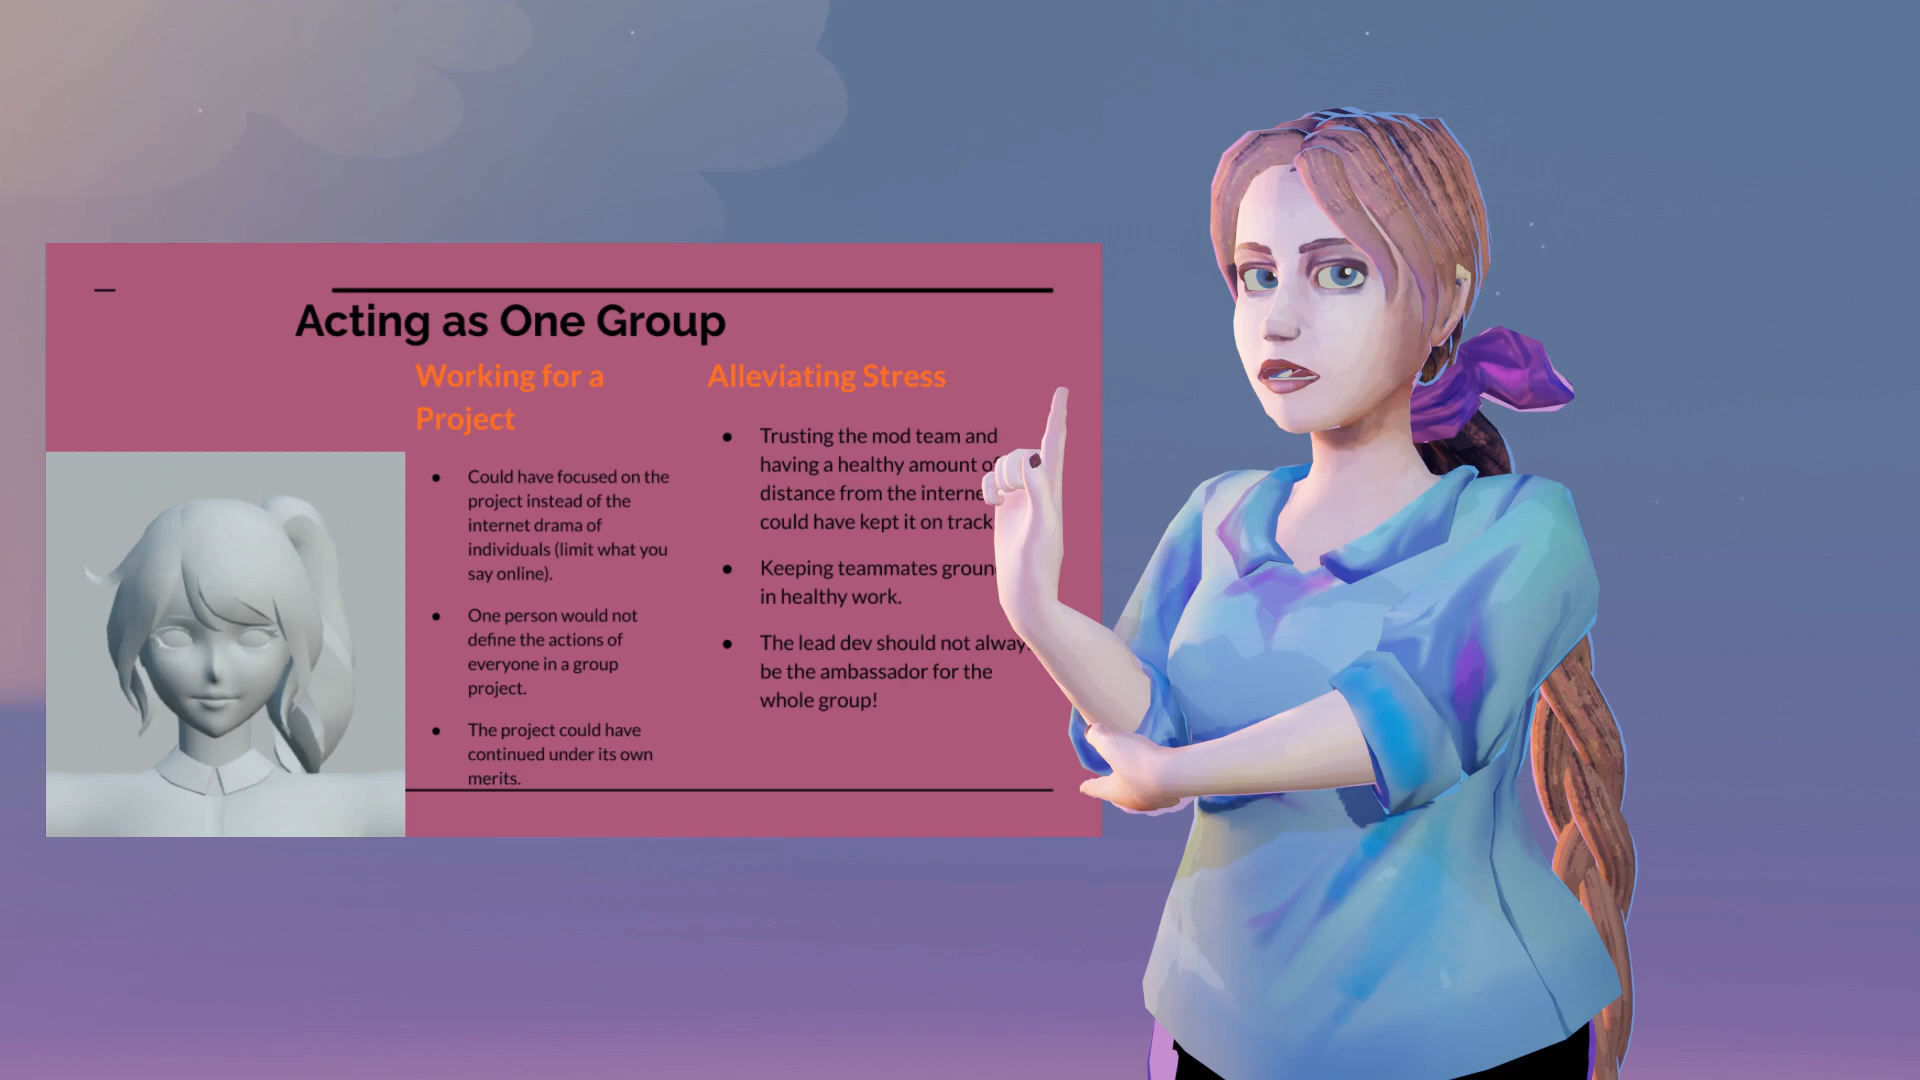 Acting as One Group
Working for a
Project
• Could have focused on the
project instead of the
internet drama of
individuals (limit what you
say online).
• One person would not
define the actions of
everyone in a group
project.
• The project could have
continued under its own
merits.
Alleviating Stress
• Trusting the mod team and
having a healthy amount of
distance from the
could have kept it on track
• Keeping teammates
in healthy work.
• The lead dev should not
be the ambassador for the
whole group!